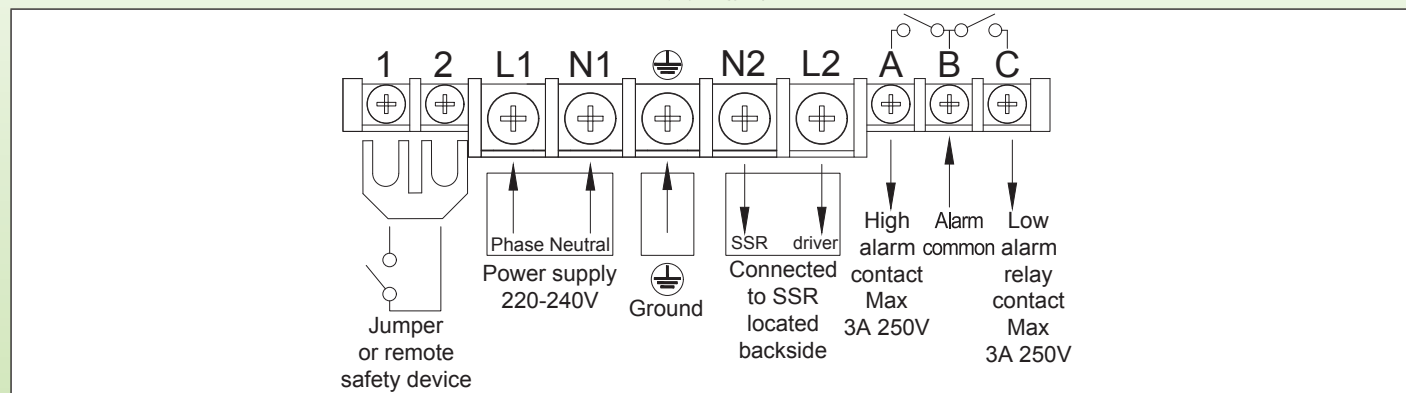 1 2 L1 N1 N2 L2 A B C
Phase Neutral
Power supply
220-240V
Ground
SSR driver
Connected
to SSR
located
backside
High
alarm
contact
Max
3A 250V
Alarm
common
Low
alarm
relay
contact
Max
3A 250V
Jumper
or remote
safety device